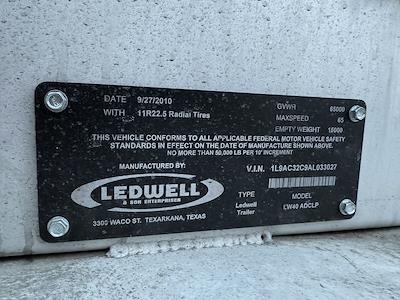 DATE 9/27/2010 GVWR 65000
WITH 11R22.5 Radial Tires MAXSPEED 65
EMPTY WEIGHT 15000
THIS VEHICLE CONFORMS TO ALL APPLICABLE FEDERAL MOTOR VEHICLE SAFETY
STANDARDS IN EFFECT ON THE DATE OF MANUFACTURE SHOWN ABOVE.
NO MORE THAN 50,000 LB PER 10' INCREMENT
MANUFACTURED BY V.I.N. 1L9AC32C9AL033027
LEDWELL
& SON ENTERPRISES
TYPE MODEL
Ledwell LW40 ADCLP
Trailer
3300 WACO ST. TEXARKANA, TEXAS